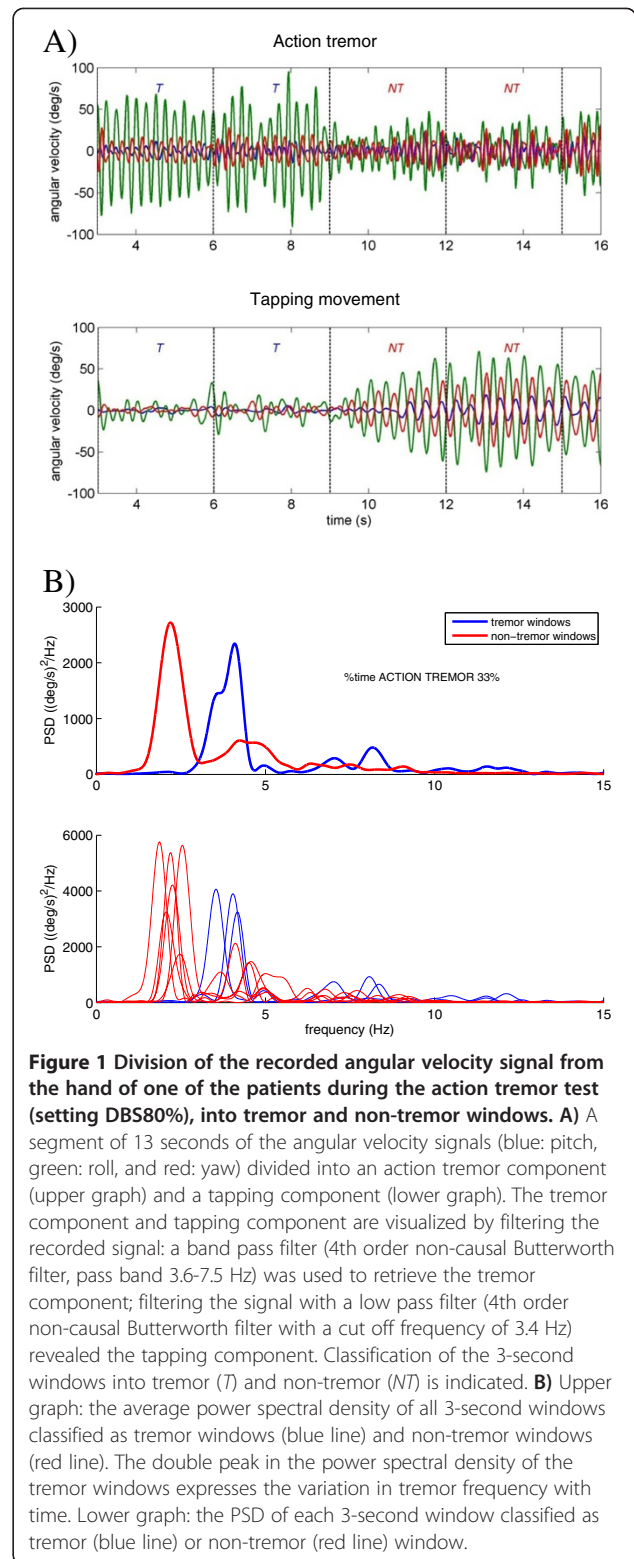 A)
Action tremor
100
50
0
-50
-100
angular velocity (deg/s)
T
T
NT
NT
4
6
8
10
12
14
16
Tapping movement
100
50
0
-50
-100
angular velocity (deg/s)
T
T
NT
NT
4
6
8
10
12
14
16
time (s)
B)
3000
2000
1000
0
PSD ((deg/s)²/Hz)
tremor windows
non-tremor windows
%time ACTION TREMOR 33%
0
5
10
15
6000
4000
2000
0
PSD ((deg/s)²/Hz)
0
5
10
15
frequency (Hz)
Figure 1 Division of the recorded angular velocity signal from
the hand of one of the patients during the action tremor test
(setting DBS80%), into tremor and non-tremor windows. A) A
segment of 13 seconds of the angular velocity signals (blue: pitch,
green: roll, and red: yaw) divided into an action tremor component
(upper graph) and a tapping component (lower graph). The tremor
component and tapping component are visualized by filtering the
recorded signal: a band pass filter (4th order non-causal Butterworth
filter, pass band 3.6-7.5 Hz) was used to retrieve the tremor
component; filtering the signal with a low pass filter (4th order
non-causal Butterworth filter with a cut off frequency of 3.4 Hz)
revealed the tapping component. Classification of the 3-second
windows into tremor (T) and non-tremor (NT) is indicated. B) Upper
graph: the average power spectral density of all 3-second windows
classified as tremor windows (blue line) and non-tremor windows
(red line). The double peak in the power spectral density of the
tremor windows expresses the variation in tremor frequency with
time. Lower graph: the PSD of each 3-second window classified as
tremor (blue line) or non-tremor (red line) window.